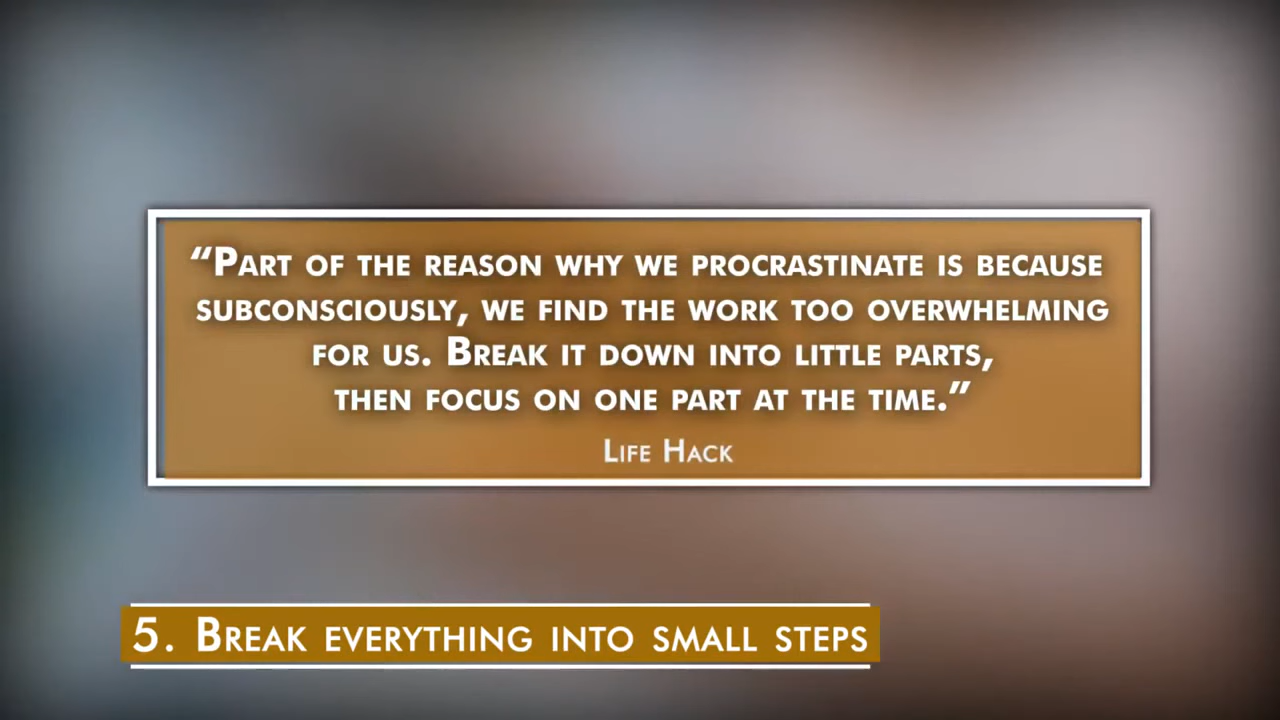 “Part of the reason why we procrastinate is because
subconsciously, we find the work too overwhelming
for us. Break it down into little parts,
then focus on one part at the time.”
Life Hack
5. Break everything into small steps